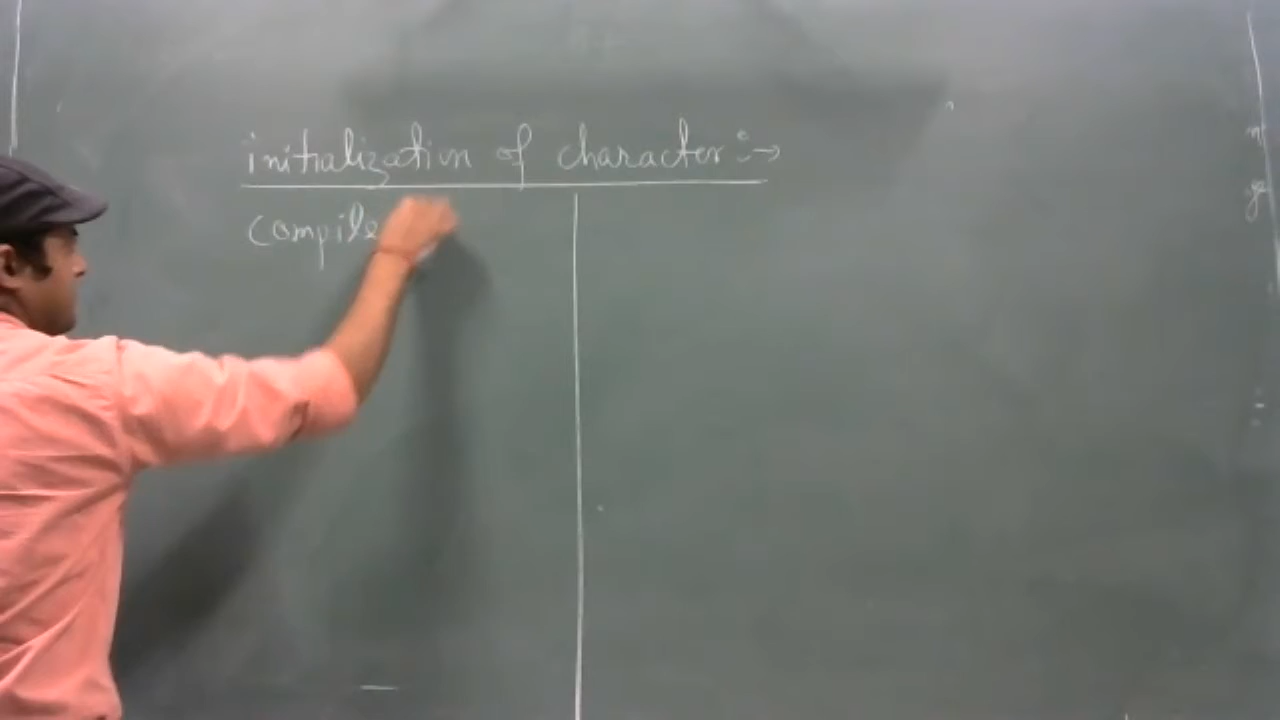 initialization of character :→
compile